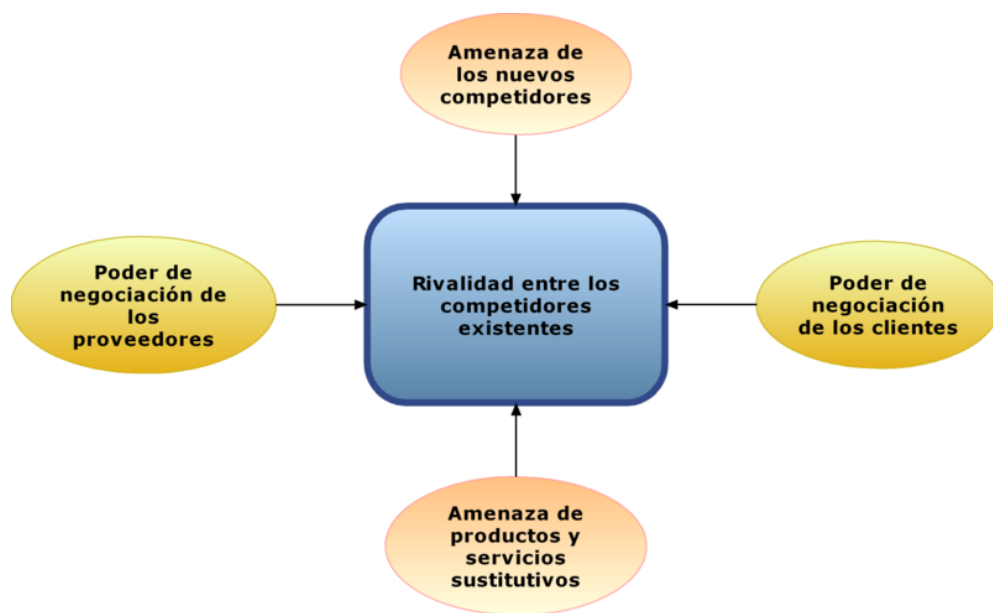 Amenaza de
los nuevos
competidores
Poder de
negociación de
los
proveedores
Rivalidad entre los
competidores
existentes
Poder de
negociación
de los clientes
Amenaza de
productos y
servicios
sustitutivos